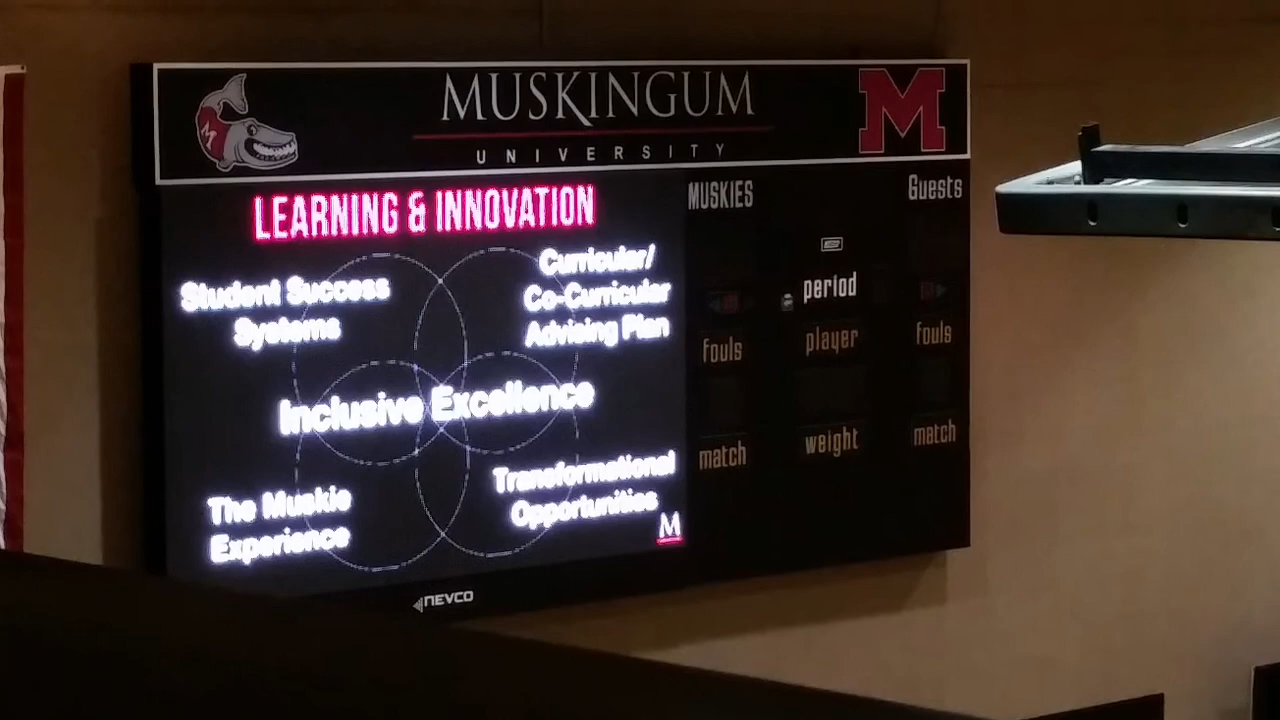 MUSKINGUM
UNIVERSITY
M
M
LEARNING & INNOVATION
Student Success
Systems
Curricular/
Co-Curricular
Advising Plan
Inclusive Excellence
The Muskie
Experience
Transformational
Opportunities
M
MUSKIES
Guests
period
fouls
player
fouls
match
weight
match
NEVCO